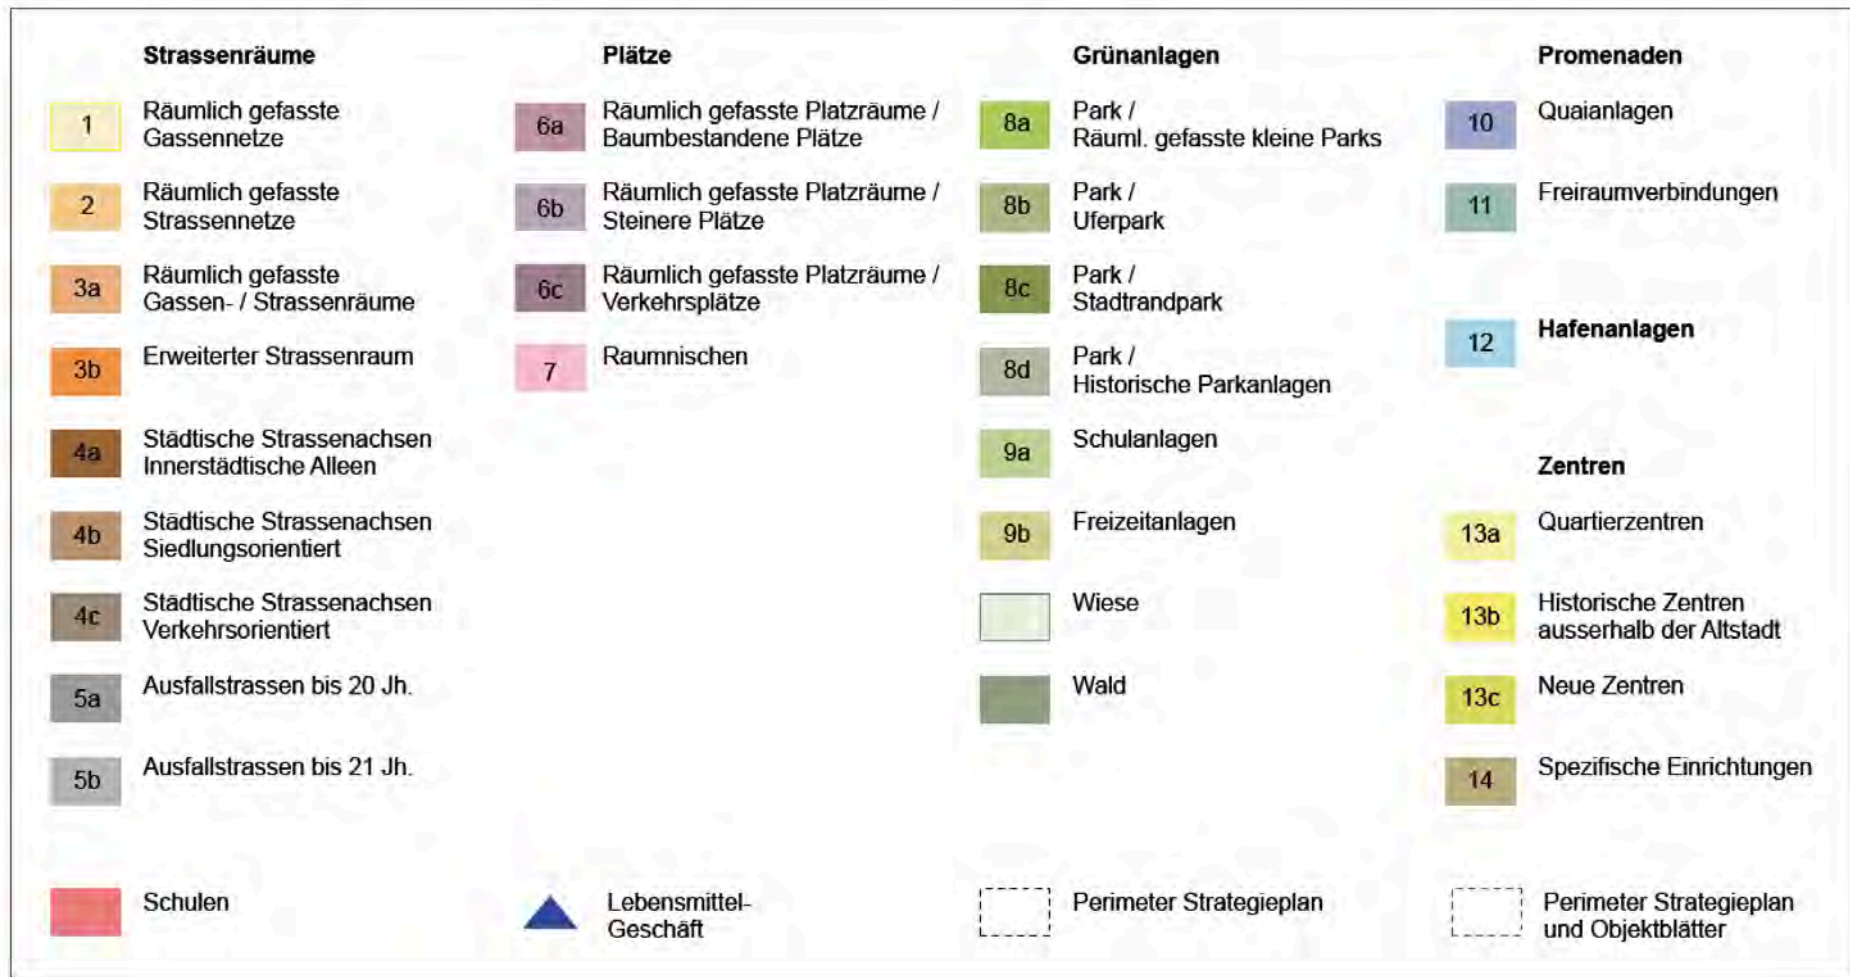 Strassenräume
1
Räumlich gefasste
Gassennetze
2
Räumlich gefasste
Strassennetze
3a
Räumlich gefasste
Gassen- / Strassenräume
3b
Erweiterter Strassenraum
4a
Städtische Strassenachsen
Innerstädtische Alleen
4b
Städtische Strassenachsen
Siedlungsorientiert
4c
Städtische Strassenachsen
Verkehrsorientiert
5a
Ausfallstrassen bis 20 Jh.
5b
Ausfallstrassen bis 21 Jh.
Schulen
Plätze
6a
Räumlich gefasste Platzräume /
Baumbestandene Plätze
6b
Räumlich gefasste Platzräume /
Steinere Plätze
6c
Räumlich gefasste Platzräume /
Verkehrsplätze
7
Raumnischen
Lebensmittel-
Geschäft
Grünanlagen
8a
Park /
Räuml. gefasste kleine Parks
8b
Park /
Uferpark
8c
Park /
Stadtrandpark
8d
Park /
Historische Parkanlagen
9a
Schulanlagen
9b
Freizeitanlagen
Wiese
Wald
Perimeter Strategieplan
Promenaden
10
Quaianlagen
11
Freiraumverbindungen
12
Hafenanlagen
Zentren
13a
Quartierzentren
13b
Historische Zentren
ausserhalb der Altstadt
13c
Neue Zentren
14
Spezifische Einrichtungen
Perimeter Strategieplan
und Objektblätter